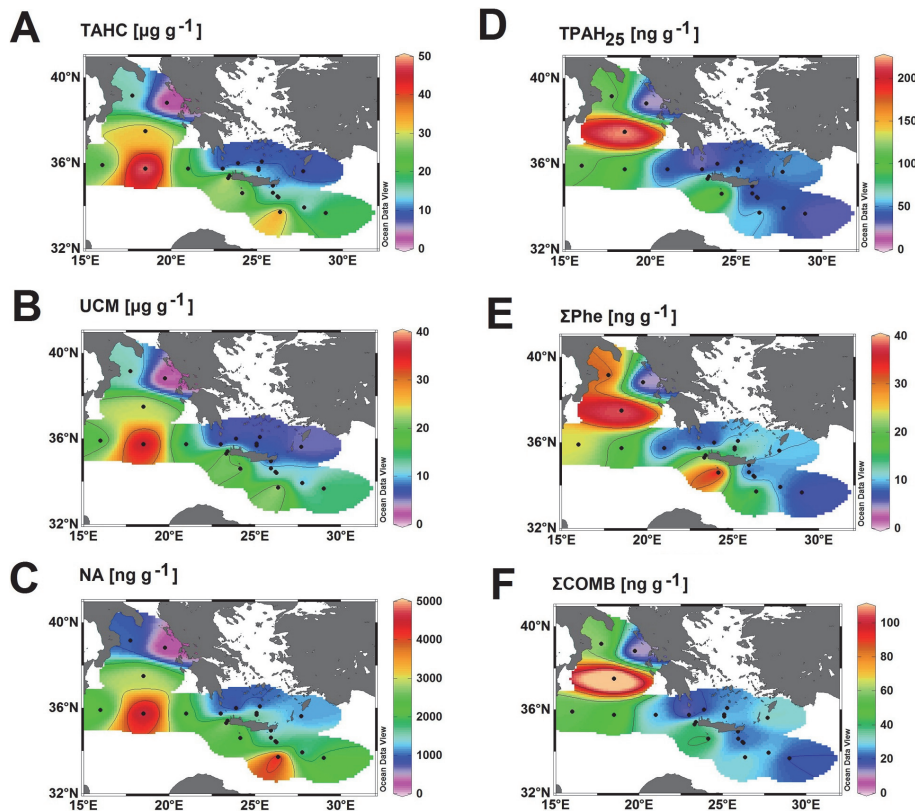 A
TAHC [µg g-1]
40°N
36°N
32°N
15°E
20°E
25°E
30°E
50
40
30
20
10
0
Ocean Data View
D
TPAH25 [ng g-1]
40°N
36°N
32°N
15°E
20°E
25°E
30°E
200
150
100
50
0
Ocean Data View
B
UCM [µg g-1]
40°N
36°N
32°N
15°E
20°E
25°E
30°E
40
30
20
10
0
Ocean Data View
E
ΣPhe [ng g-1]
40°N
36°N
32°N
15°E
20°E
25°E
30°E
40
30
20
10
0
Ocean Data View
C
NA [ng g-1]
40°N
36°N
32°N
15°E
20°E
25°E
30°E
5000
4000
3000
2000
1000
0
Ocean Data View
F
ΣCOMB [ng g-1]
40°N
36°N
32°N
15°E
20°E
25°E
30°E
100
80
60
40
20
0
Ocean Data View